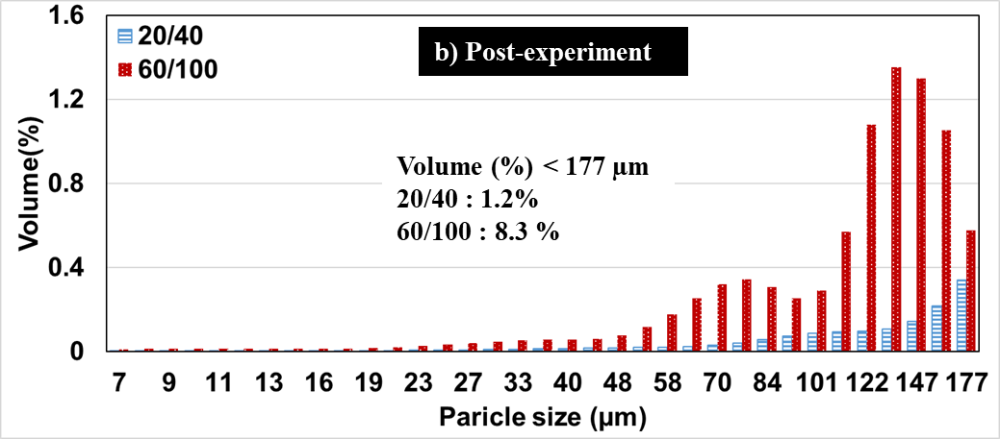 1.6
1.2
0.8
0.4
0
Volume(%)
20/40
60/100
b) Post-experiment
Volume (%) < 177 µm
20/40 : 1.2%
60/100 : 8.3 %
7 9 11 13 16 19 23 27 33 40 48 58 70 84 101 122 147 177
Paricle size (µm)